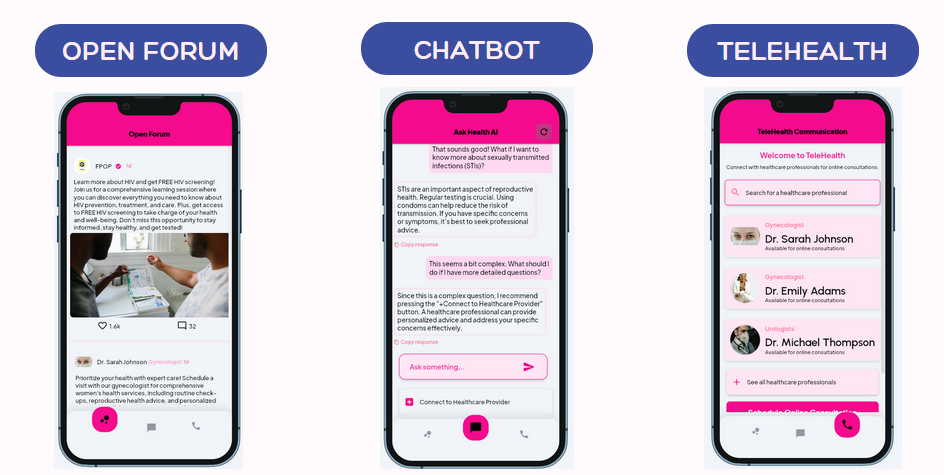 OPEN FORUM
CHATBOT
TELEHEALTH
Open Forum
FPOP 1d
Learn more about HIV and get FREE HIV screening!
Join us for a comprehensive learning session where
you can discover everything you need to know about
HIV prevention, treatment, and care. Plus, get access
to FREE HIV screening to take charge of your health
and well-being. Don't miss this opportunity to stay
informed, stay healthy, and get tested!
1.6k
32
Dr. Sarah Johnson Gynecologist 1d
Prioritize your health with expert care! Schedule a
visit with our gynecologist for comprehensive
women's health services, including routine check-
ups, reproductive health advice, and personalized
Ask Health AI
That sounds good! What if I want to
know more about sexually transmitted
infections (STIs)?
STIs are an important aspect of reproductive
health. Regular testing is crucial. Using
condoms can help reduce the risk of
transmission. If you have specific concerns
or symptoms, it's best to seek professional
advice.
Copy response
This seems a bit complex. What should I
do if I have more detailed questions?
Since this is a complex question, I recommend
pressing the "+Connect to Healthcare Provider"
button. A healthcare professional can provide
personalized advice and address your specific
concerns effectively.
Copy response
Ask something...
Connect to Healthcare Provider
TeleHealth Communication
Welcome to TeleHealth
Connect with healthcare professionals for online consultations.
Search for a healthcare professional
Gynecologist
Dr. Sarah Johnson
Available for online consultations
Gynecologist
Dr. Emily Adams
Available for online consultations
Urologists
Dr. Michael Thompson
Available for online consultations
See all healthcare professionals
Schedule Online Consultation